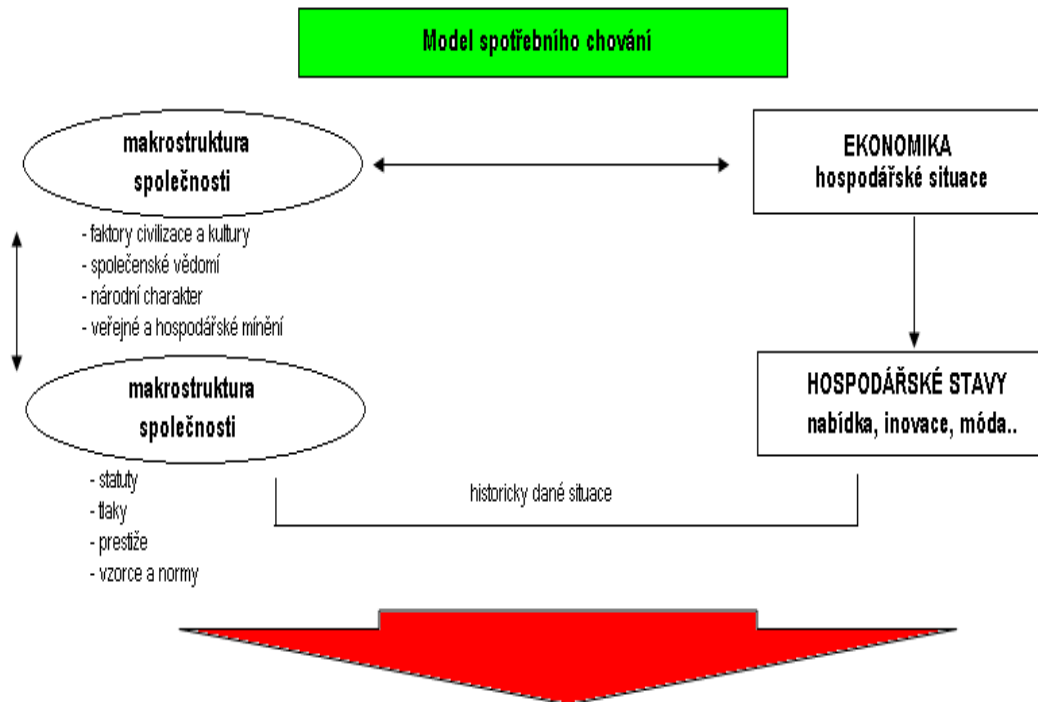 Model spotřebního chování
makrostruktura
společnosti
EKONOMIKA
hospodářské situace
- faktory civilizace a kultury
- společenské vědomí
- národní charakter
- veřejné a hospodářské mínění
makrostruktura
společnosti
HOSPODÁŘSKÉ STAVY
nabídka, inovace, móda..
- statuty
- tlaky
- prestiže
- vzorce a normy
historicky dané situace